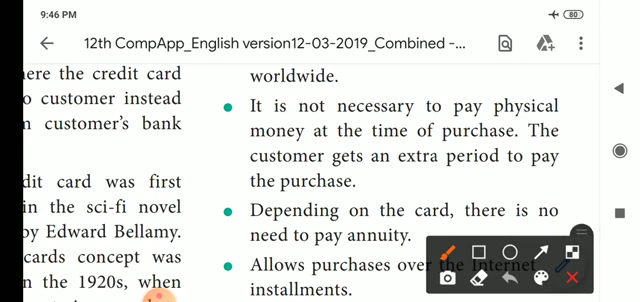 9:46 PM
80
12th CompApp_English version12-03-2019_Combined -...
here the credit card
o customer instead
customer's bank
dit card was first
in the sci-fi novel
by Edward Bellamy.
cards concept was
n the 1920s, when
worldwide.
It is not necessary to pay physical
money at the time of purchase. The
customer gets an extra period to pay
the purchase.
Depending on the card, there is no
need to pay annuity.
Allows purchases over the Internet
installments.